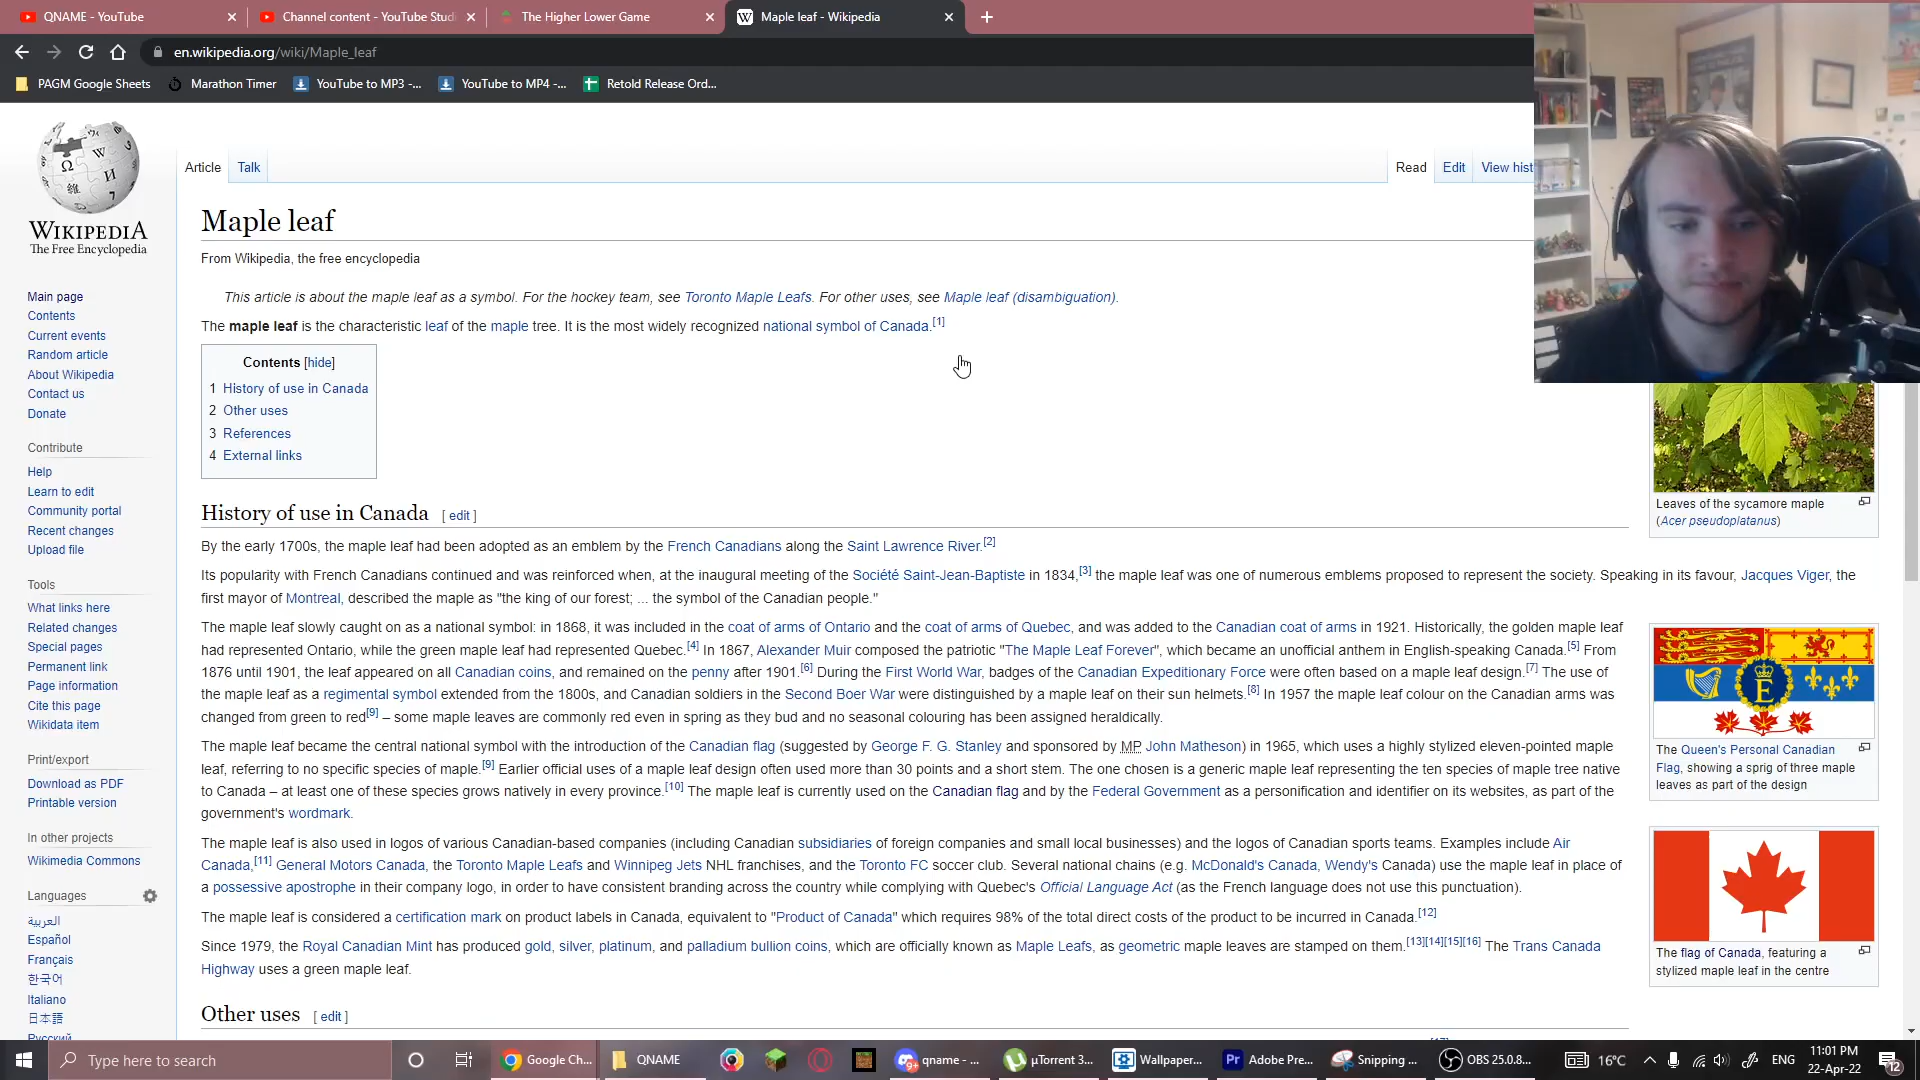 QNAME - YouTube
Channel content - YouTube Stud
The Higher Lower Game
Maple leaf - Wikipedia
en.wikipedia.org/wiki/Maple_leaf
PAGM Google Sheets
Marathon Timer
YouTube to MP3 -...
YouTube to MP4 -...
Retold Release Ord...
WIKIPEDIA
The Free Encyclopedia
Main page
Contents
Current events
Random article
About Wikipedia
Contact us
Donate
Contribute
Help
Learn to edit
Community portal
Recent changes
Upload file
Tools
What links here
Related changes
Special pages
Permanent link
Page information
Cite this page
Wikidata item
Print/export
Download as PDF
Printable version
In other projects
Wikimedia Commons
Languages
العربية
Español
Français
한국어
Italiano
日本語
Русский
Article
Talk
Read
Edit
View hist
Maple leaf
From Wikipedia, the free encyclopedia
This article is about the maple leaf as a symbol. For the hockey team, see Toronto Maple Leafs. For other uses, see Maple leaf (disambiguation).
The maple leaf is the characteristic leaf of the maple tree. It is the most widely recognized national symbol of Canada.[1]
Contents [hide]
1 History of use in Canada
2 Other uses
3 References
4 External links
History of use in Canada [ edit ]
By the early 1700s, the maple leaf had been adopted as an emblem by the French Canadians along the Saint Lawrence River.[2]
Its popularity with French Canadians continued and was reinforced when, at the inaugural meeting of the Société Saint-Jean-Baptiste in 1834,[3] the maple leaf was one of numerous emblems proposed to represent the society. Speaking in its favour, Jacques Viger, the
first mayor of Montreal, described the maple as "the king of our forest; ... the symbol of the Canadian people."
The maple leaf slowly caught on as a national symbol: in 1868, it was included in the coat of arms of Ontario and the coat of arms of Quebec, and was added to the Canadian coat of arms in 1921. Historically, the golden maple leaf
had represented Ontario, while the green maple leaf had represented Quebec.[4] In 1867, Alexander Muir composed the patriotic "The Maple Leaf Forever", which became an unofficial anthem in English-speaking Canada.[5] From
1876 until 1901, the leaf appeared on all Canadian coins, and remained on the penny after 1901.[6] During the First World War, badges of the Canadian Expeditionary Force were often based on a maple leaf design.[7] The use of
the maple leaf as a regimental symbol extended from the 1800s, and Canadian soldiers in the Second Boer War were distinguished by a maple leaf on their sun helmets.[8] In 1957 the maple leaf colour on the Canadian arms was
changed from green to red[9] – some maple leaves are commonly red even in spring as they bud and no seasonal colouring has been assigned heraldically.
The maple leaf became the central national symbol with the introduction of the Canadian flag (suggested by George F. G. Stanley and sponsored by MP John Matheson) in 1965, which uses a highly stylized eleven-pointed maple
leaf, referring to no specific species of maple.[9] Earlier official uses of a maple leaf design often used more than 30 points and a short stem. The one chosen is a generic maple leaf representing the ten species of maple tree native
to Canada – at least one of these species grows natively in every province.[10] The maple leaf is currently used on the Canadian flag and by the Federal Government as a personification and identifier on its websites, as part of the
government's wordmark.
The maple leaf is also used in logos of various Canadian-based companies (including Canadian subsidiaries of foreign companies and small local businesses) and the logos of Canadian sports teams. Examples include Air
Canada,[11] General Motors Canada, the Toronto Maple Leafs and Winnipeg Jets NHL franchises, and the Toronto FC soccer club. Several national chains (e.g. McDonald's Canada, Wendy's Canada) use the maple leaf in place of
a possessive apostrophe in their company logo, in order to have consistent branding across the country while complying with Quebec's Official Language Act (as the French language does not use this punctuation).
The maple leaf is considered a certification mark on product labels in Canada, equivalent to "Product of Canada" which requires 98% of the total direct costs of the product to be incurred in Canada.[12]
Since 1979, the Royal Canadian Mint has produced gold, silver, platinum, and palladium bullion coins, which are officially known as Maple Leafs, as geometric maple leaves are stamped on them.[13][14][15][16] The Trans Canada
Highway uses a green maple leaf.
Other uses [ edit ]
Leaves of the sycamore maple
(Acer pseudoplatanus)
E
The Queen's Personal Canadian
Flag, showing a sprig of three maple
leaves as part of the design
The flag of Canada, featuring a
stylized maple leaf in the centre
Type here to search
Google Ch...
QNAME
qname - ...
µTorrent 3...
Wallpaper...
Adobe Pre...
Snipping ...
OBS 25.0.8...
16°C
ENG
11:01 PM
22-Apr-22
12